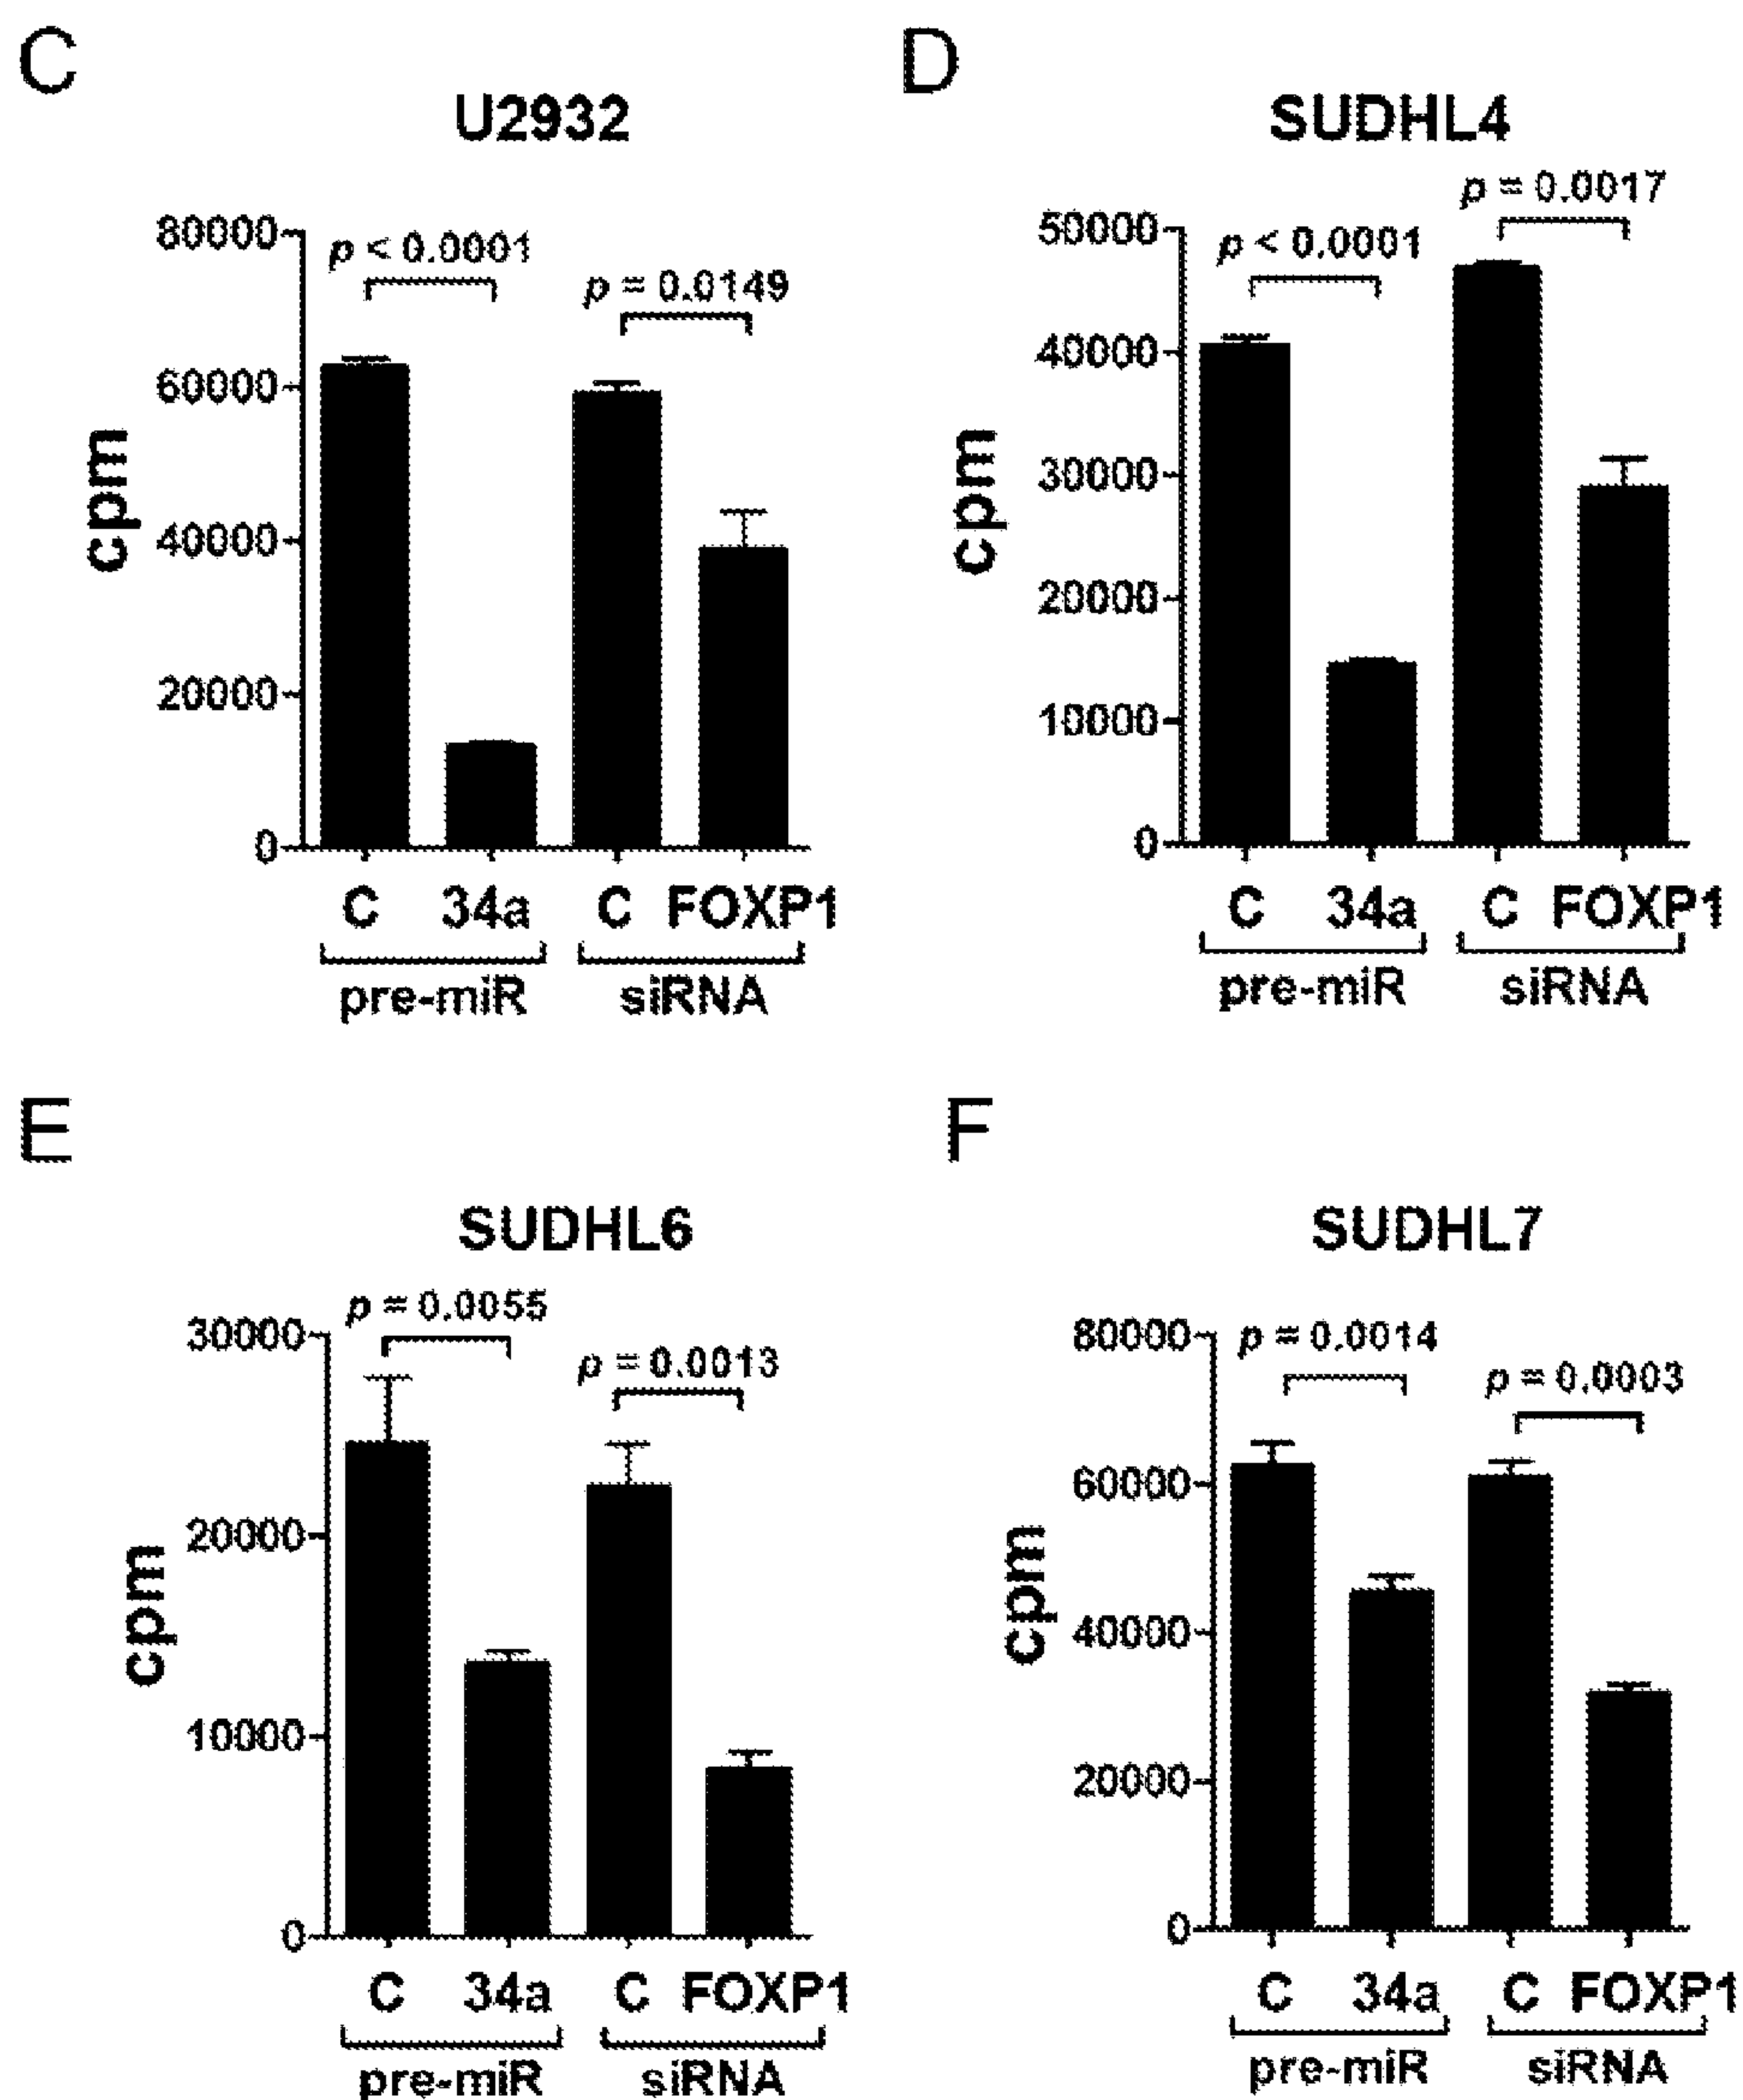 C
U2932
p < 0.0001
p = 0.0149
80000
60000
40000
20000
0
cpm
C 34a C FOXP1
pre-miR siRNA
D
SUDHL4
p = 0.0017
p < 0.0001
50000
40000
30000
20000
10000
0
cpm
C 34a C FOXP1
pre-miR siRNA
E
SUDHL6
p = 0.0055
p = 0.0013
30000
20000
10000
0
cpm
C 34a C FOXP1
pre-miR siRNA
F
SUDHL7
p = 0.0014
p = 0.0003
80000
60000
40000
20000
0
cpm
C 34a C FOXP1
pre-miR siRNA